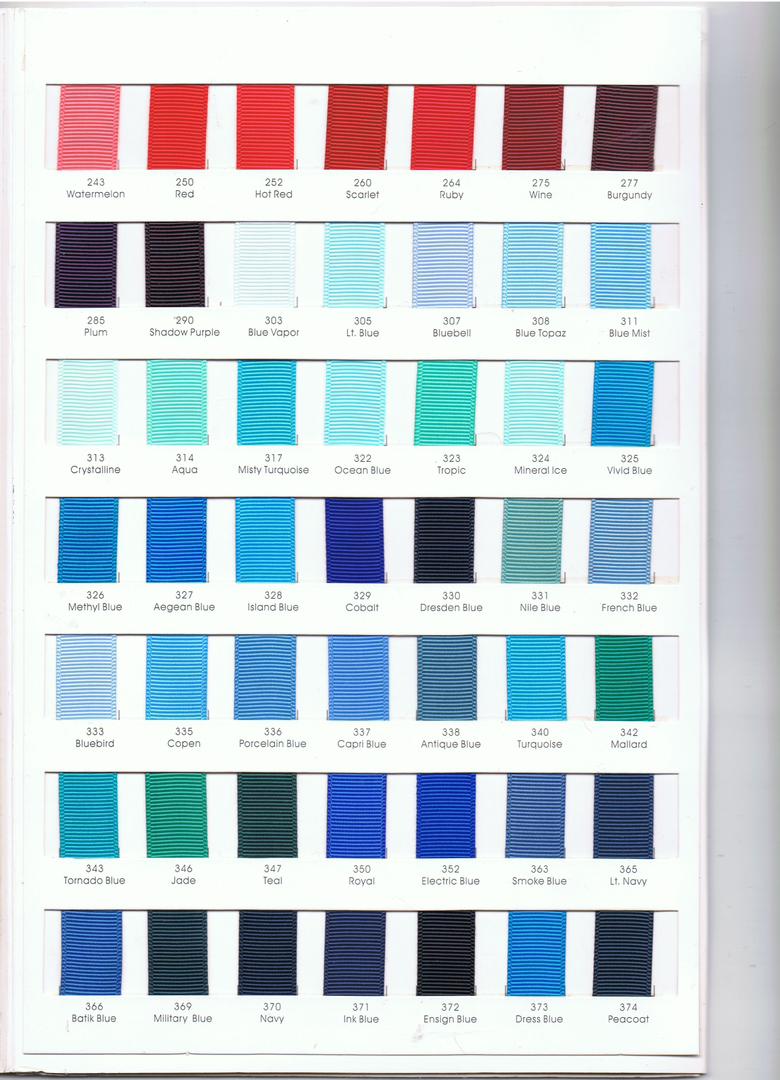 243 250 252 260 264 275 277
Watermelon Red Hot Red Scarlet Ruby Wine Burgundy
285 290 303 305 307 308 311
Plum Shadow Purple Blue Vapor Lt. Blue Bluebell Blue Topaz Blue Mist
313 314 317 322 323 324 325
Crystalline Aqua Misty Turquoise Ocean Blue Tropic Mineral Ice Vivid Blue
326 327 328 329 330 331 332
Methyl Blue Aegean Blue Island Blue Cobalt Dresden Blue Nile Blue French Blue
333 335 336 337 338 340 342
Bluebird Copen Porcelain Blue Capri Blue Antique Blue Turquoise Mallard
343 346 347 350 352 363 365
Tornado Blue Jade Teal Royal Electric Blue Smoke Blue Lt. Navy
366 369 370 371 372 373 374
Batik Blue Military Blue Navy Ink Blue Ensign Blue Dress Blue Peacoat